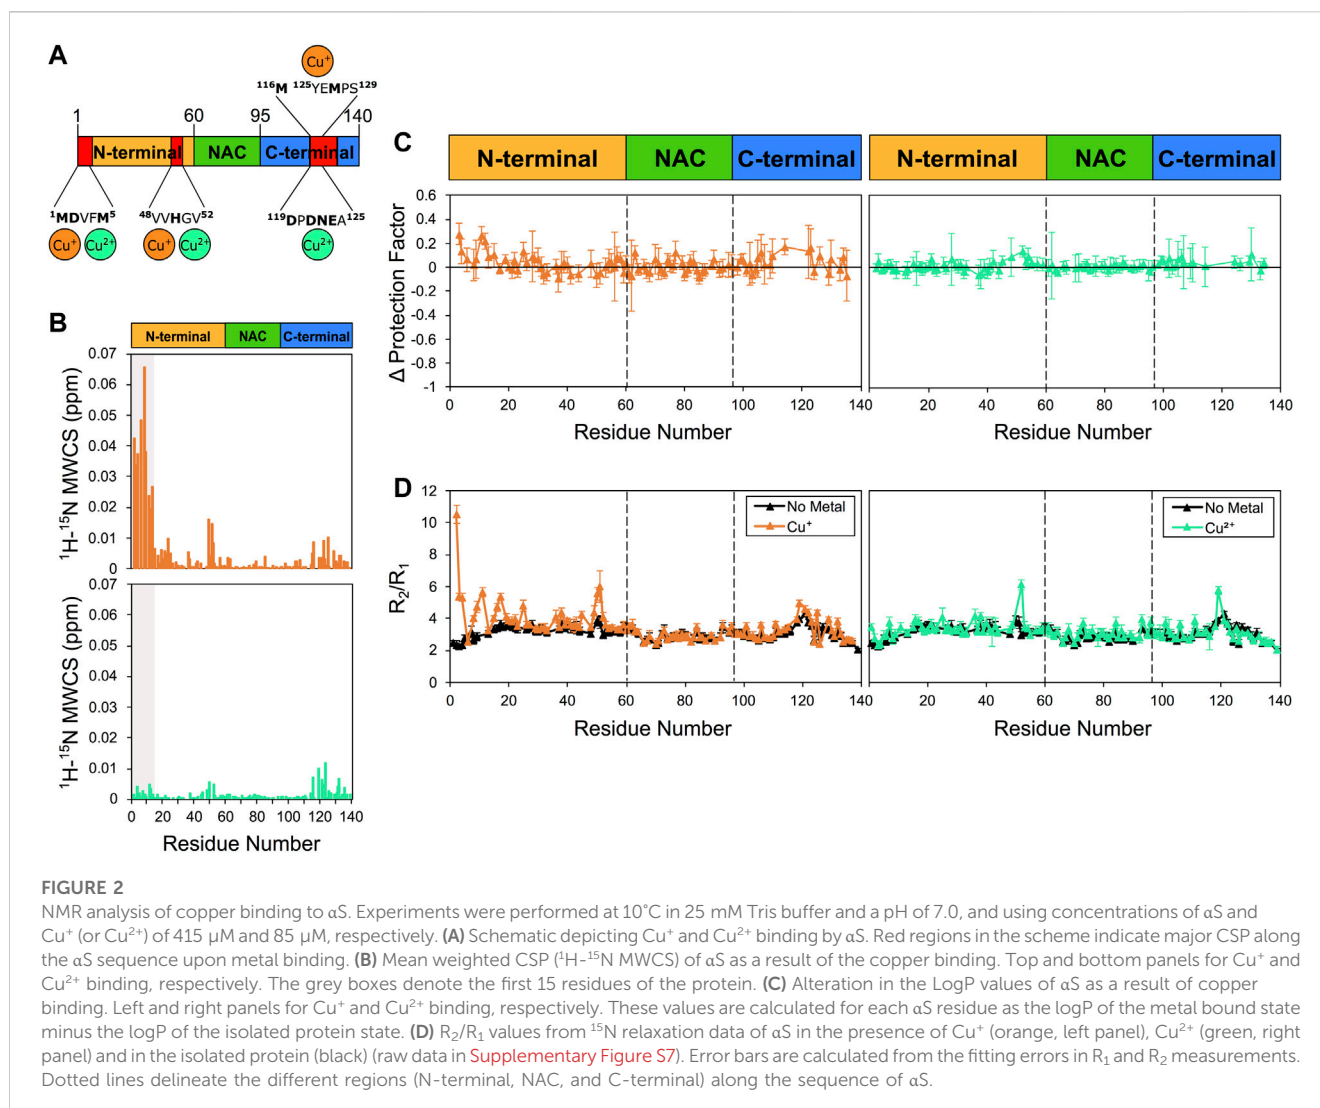 A
Cu⁺
¹¹⁶M ¹²⁵YEMPS¹²⁹
1 60 95 140
N-terminal NAC C-terminal
¹MDVFM⁵ ⁴⁸VVHGV⁵² ¹¹⁹DPDNEA¹²⁵
Cu⁺ Cu²⁺ Cu⁺ Cu²⁺ Cu²⁺
B
N-terminal NAC C-terminal
¹H-¹⁵N MWCS (ppm)
0.07
0.06
0.05
0.04
0.03
0.02
0.01
0
¹H-¹⁵N MWCS (ppm)
0.07
0.06
0.05
0.04
0.03
0.02
0.01
0
0 20 40 60 80 100 120 140
Residue Number
C
N-terminal NAC C-terminal N-terminal NAC C-terminal
Δ Protection Factor
0.6
0.4
0.2
0
-0.2
-0.4
-0.6
-0.8
-1
0 20 40 60 80 100 120 140 20 40 60 80 100 120 140
Residue Number Residue Number
D
R₂/R₁
12
10
8
6
4
2
0
No Metal
Cu⁺
No Metal
Cu²⁺
0 20 40 60 80 100 120 140 20 40 60 80 100 120 140
Residue Number Residue Number
FIGURE 2
NMR analysis of copper binding to αS. Experiments were performed at 10°C in 25 mM Tris buffer and a pH of 7.0, and using concentrations of αS and
Cu⁺ (or Cu²⁺) of 415 µM and 85 µM, respectively. (A) Schematic depicting Cu⁺ and Cu²⁺ binding by αS. Red regions in the scheme indicate major CSP along
the αS sequence upon metal binding. (B) Mean weighted CSP (¹H-¹⁵N MWCS) of αS as a result of the copper binding. Top and bottom panels for Cu⁺ and
Cu²⁺ binding, respectively. The grey boxes denote the first 15 residues of the protein. (C) Alteration in the LogP values of αS as a result of copper
binding. Left and right panels for Cu⁺ and Cu²⁺ binding, respectively. These values are calculated for each αS residue as the logP of the metal bound state
minus the logP of the isolated protein state. (D) R₂/R₁ values from ¹⁵N relaxation data of αS in the presence of Cu⁺ (orange, left panel), Cu²⁺ (green, right
panel) and in the isolated protein (black) (raw data in Supplementary Figure S7). Error bars are calculated from the fitting errors in R₁ and R₂ measurements.
Dotted lines delineate the different regions (N-terminal, NAC, and C-terminal) along the sequence of αS.